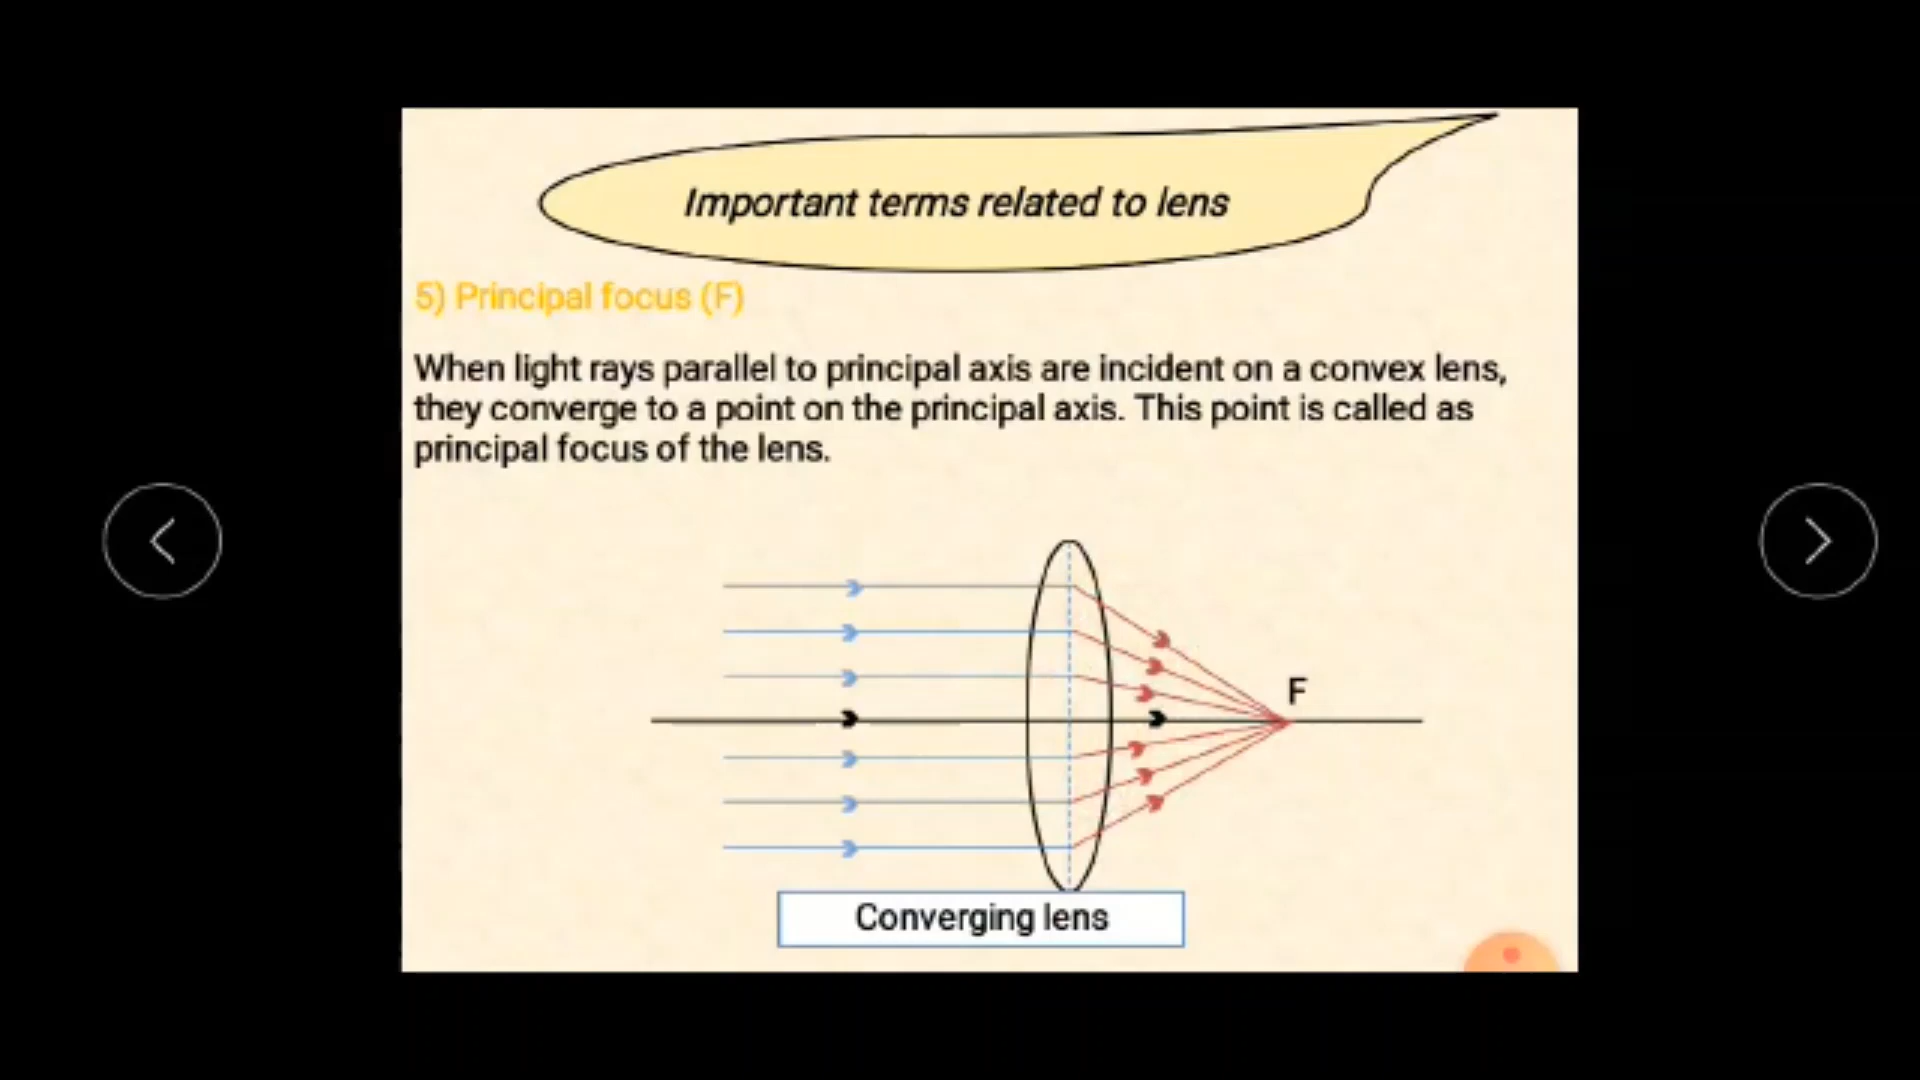 Important terms related to lens
5) Principal focus (F)
When light rays parallel to principal axis are incident on a convex lens,
they converge to a point on the principal axis. This point is called as
principal focus of the lens.
F
Converging lens